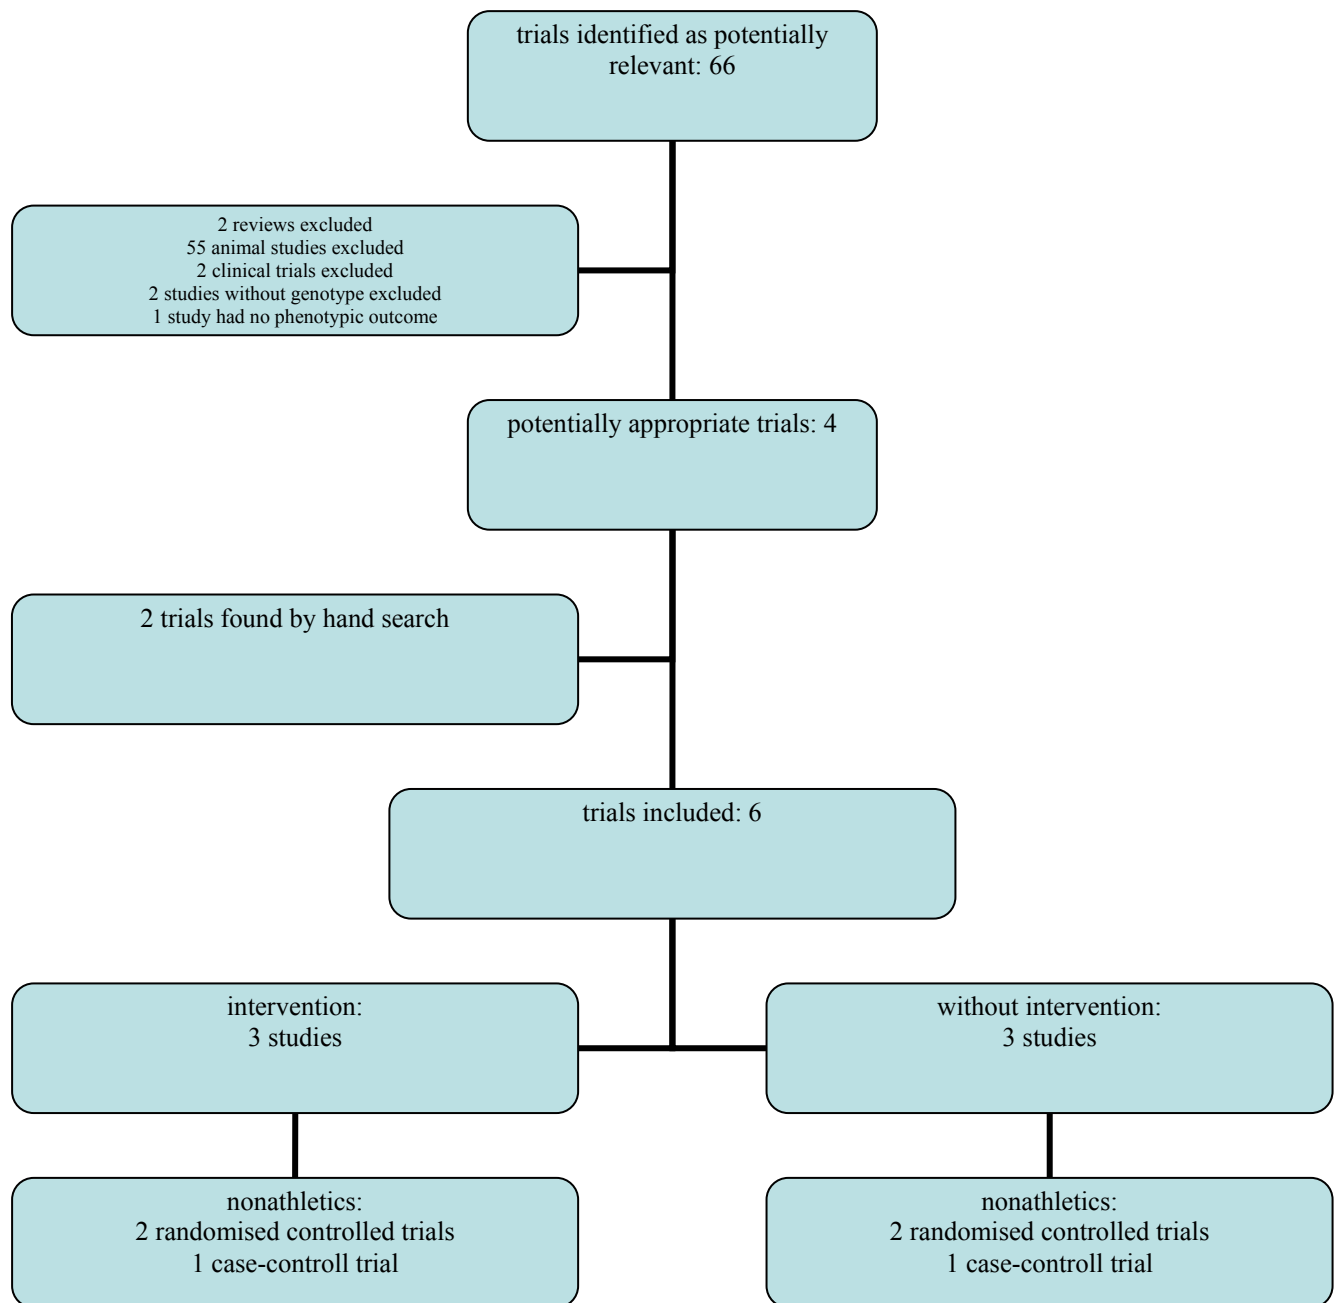 trials identified as potentially
relevant: 66
2 reviews excluded
55 animal studies excluded
2 clinical trials excluded
2 studies without genotype excluded
1 study had no phenotypic outcome
potentially appropriate trials: 4
2 trials found by hand search
trials included: 6
intervention:
3 studies
without intervention:
3 studies
nonathletics:
2 randomised controlled trials
1 case-controll trial
nonathletics:
2 randomised controlled trials
1 case-controll trial